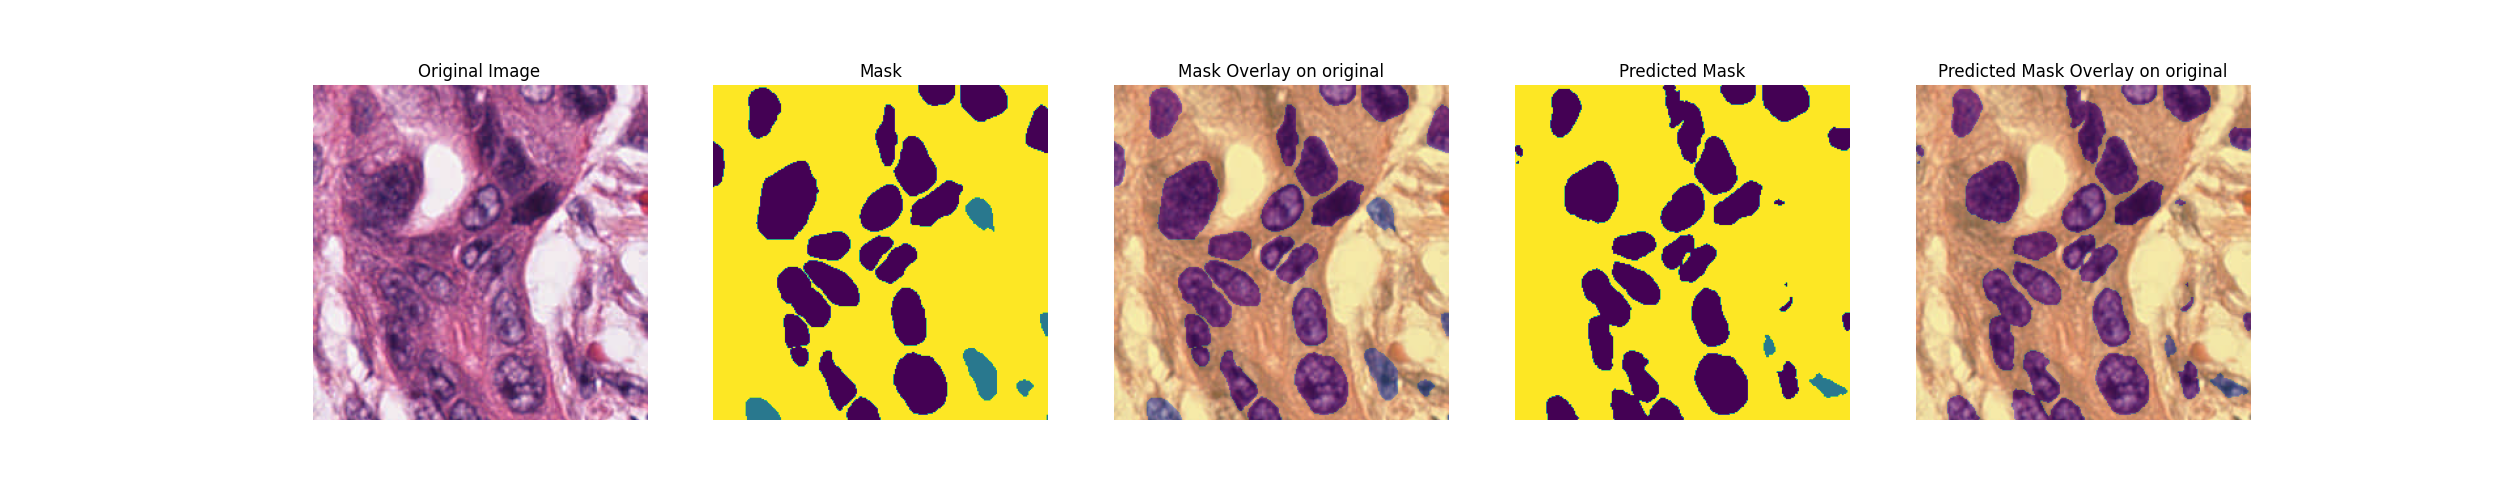 Original Image
Mask
Mask Overlay on original
Predicted Mask
Predicted Mask Overlay on original